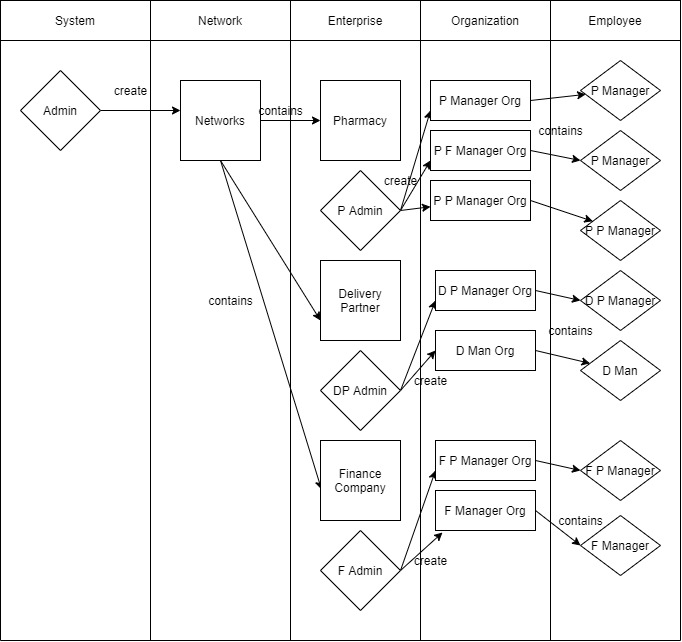 System
Network
Enterprise
Organization
Employee
Admin
create
Networks
contains
Pharmacy
P Manager Org
P Manager
contains
P F Manager Org
P Manager
create
P Admin
P P Manager Org
P P Manager
contains
Delivery
Partner
D P Manager Org
D P Manager
contains
D Man Org
D Man
create
DP Admin
Finance
Company
F P Manager Org
F P Manager
F Manager Org
contains
F Manager
create
F Admin